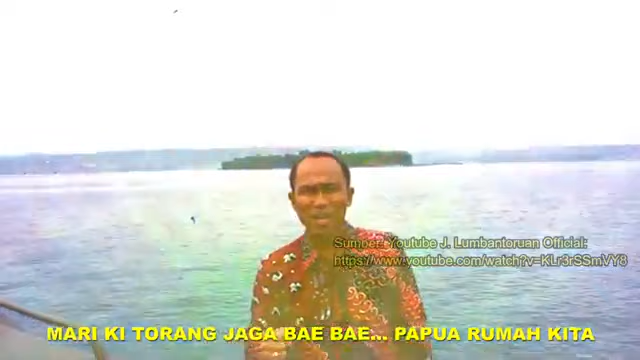 Sumber: Youtube J. Lumbantoruan Official:
https://www.youtube.com/watch?v=KLr3rSSmVY8
MARI KI TORANG JAGA BAE BAE... PAPUA RUMAH KITA